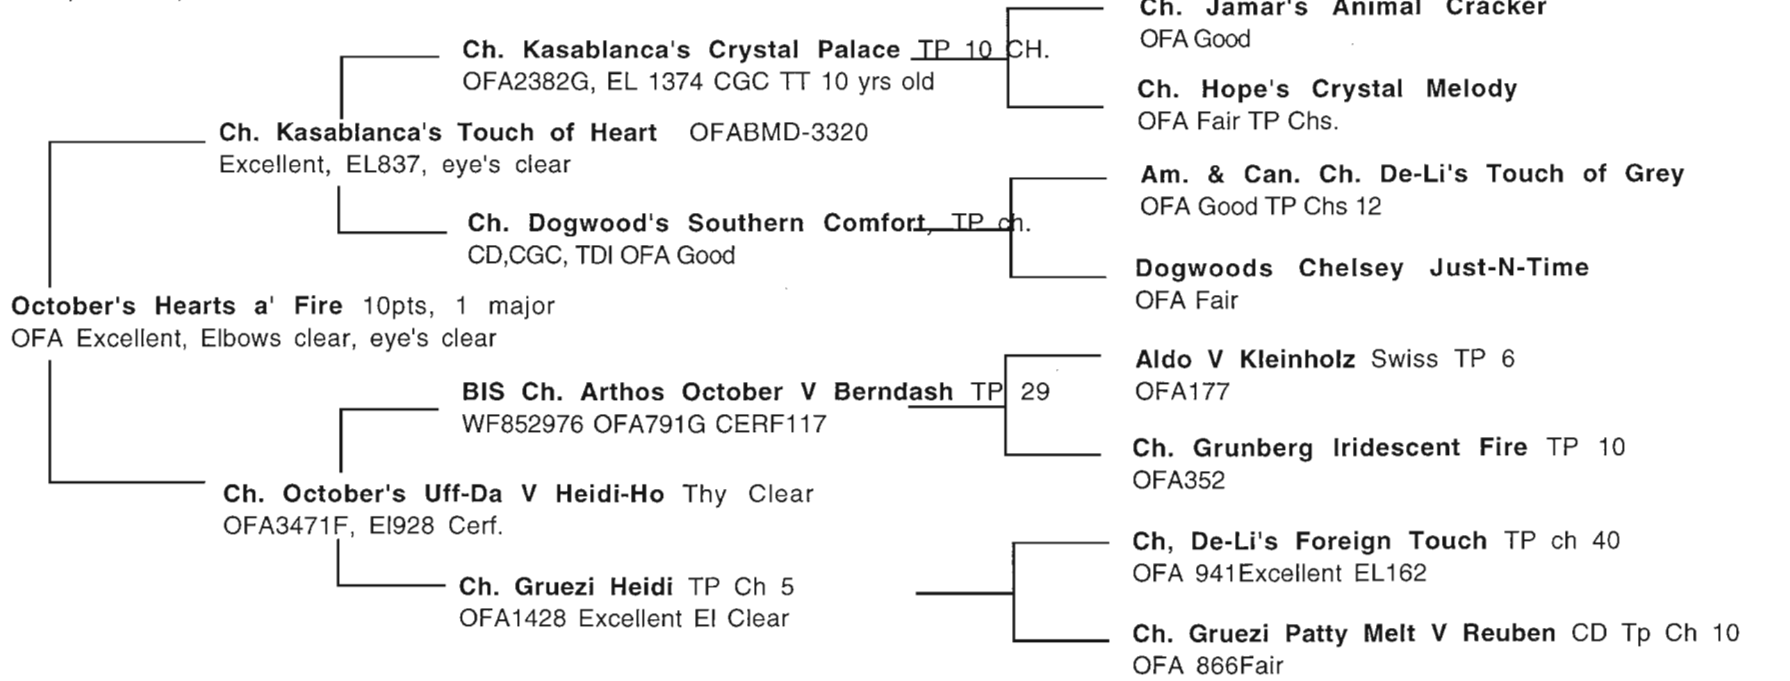 Ch. Jamar's Animal Cracker
OFA Good
Ch. Kasablanca's Crystal Palace TP 10 CH.
OFA2382G, EL 1374 CGC TT 10 yrs old
Ch. Hope's Crystal Melody
OFA Fair TP Chs.
Ch. Kasablanca's Touch of Heart OFABMD-3320
Excellent, EL837, eye's clear
Am. & Can. Ch. De-Li's Touch of Grey
OFA Good TP Chs 12
Ch. Dogwood's Southern Comfort, TP ch.
CD,CGC, TDI OFA Good
Dogwoods Chelsey Just-N-Time
OFA Fair
October's Hearts a' Fire 10pts, 1 major
OFA Excellent, Elbows clear, eye's clear
Aldo V Kleinholz Swiss TP 6
OFA177
BIS Ch. Arthos October V Berndash TP 29
WF852976 OFA791G CERF117
Ch. Grunberg Iridescent Fire TP 10
OFA352
Ch. October's Uff-Da V Heidi-Ho Thy Clear
OFA3471F, El928 Cerf.
Ch, De-Li's Foreign Touch TP ch 40
OFA 941Excellent EL162
Ch. Gruezi Heidi TP Ch 5
OFA1428 Excellent El Clear
Ch. Gruezi Patty Melt V Reuben CD Tp Ch 10
OFA 866Fair